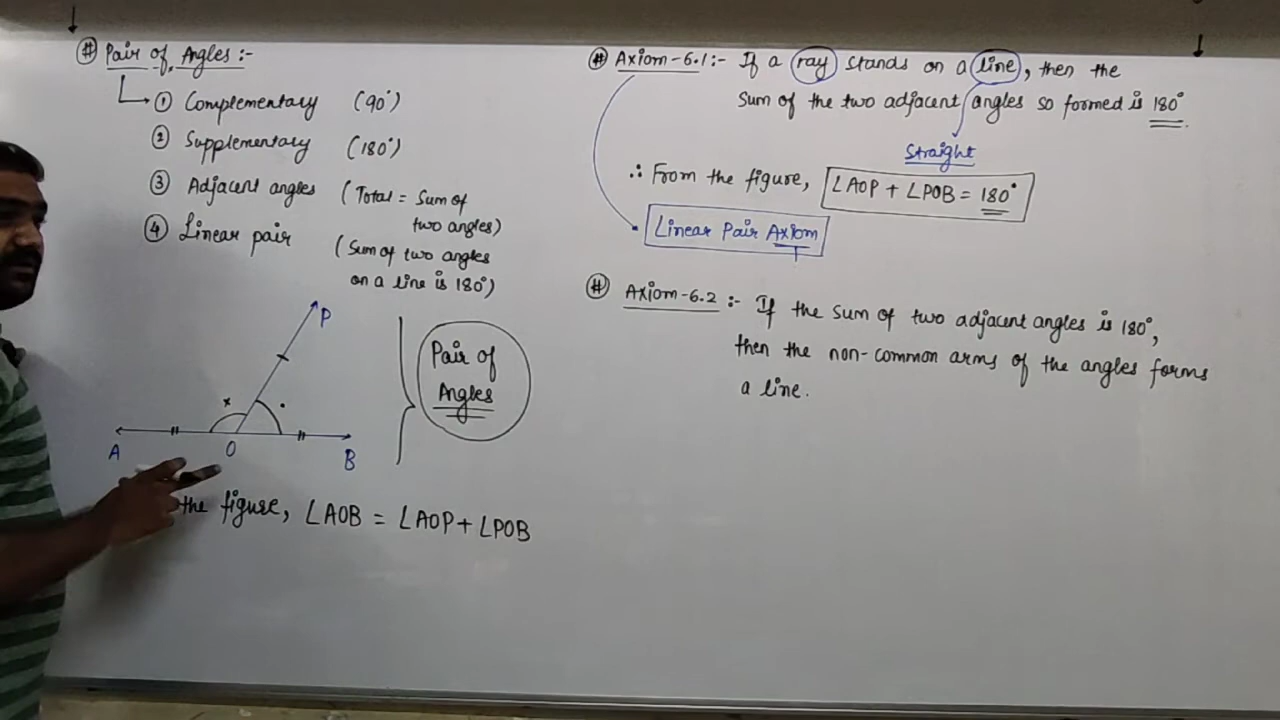 # Pair of Angles :-
① Complementary (90°)
② Supplementary (180°)
③ Adjacent angles (Total = Sum of
two angles)
④ Linear pair (Sum of two angles
on a line is 180°)
P
A
O
B
x
.
Pair of
Angles
the figure, ∠AOB = ∠AOP + ∠POB
# Axiom-6.1 :- If a ray stands on a line, then the
Sum of the two adjacent angles so formed is 180°.
Straight
∴ From the figure, ∠AOP + ∠POB = 180°
Linear Pair Axiom
# Axiom-6.2 :- If the sum of two adjacent angles is 180°,
then the non-common arms of the angles forms
a line.